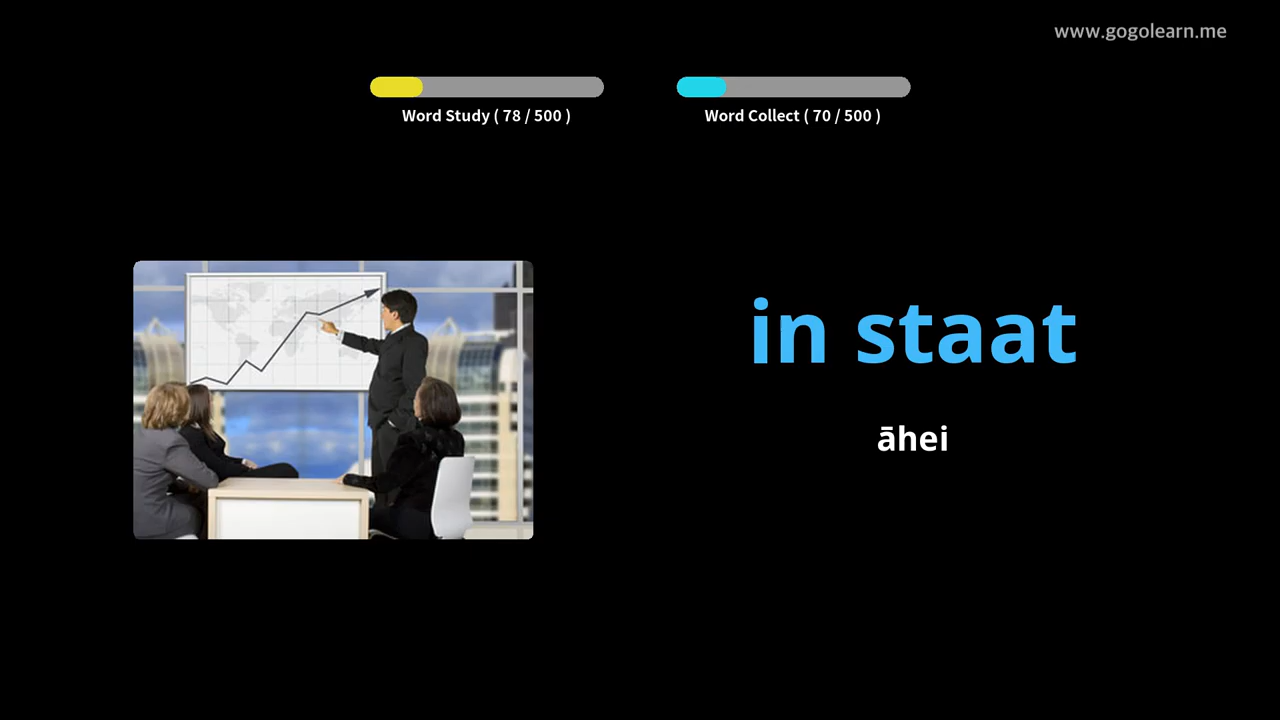 www.gogolearn.me
Word Study ( 78 / 500 )
Word Collect ( 70 / 500 )
in staat
āhei